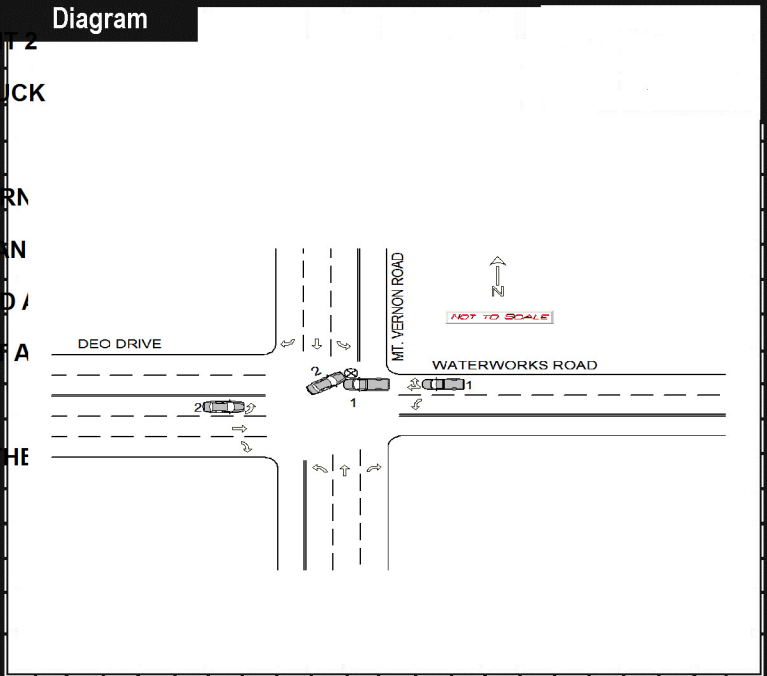 Diagram
T 2
UCK
RN
AN
D A
F A
HE
MT. VERNON ROAD
N
NOT TO SCALE
DEO DRIVE
WATERWORKS ROAD
2
1
1
2